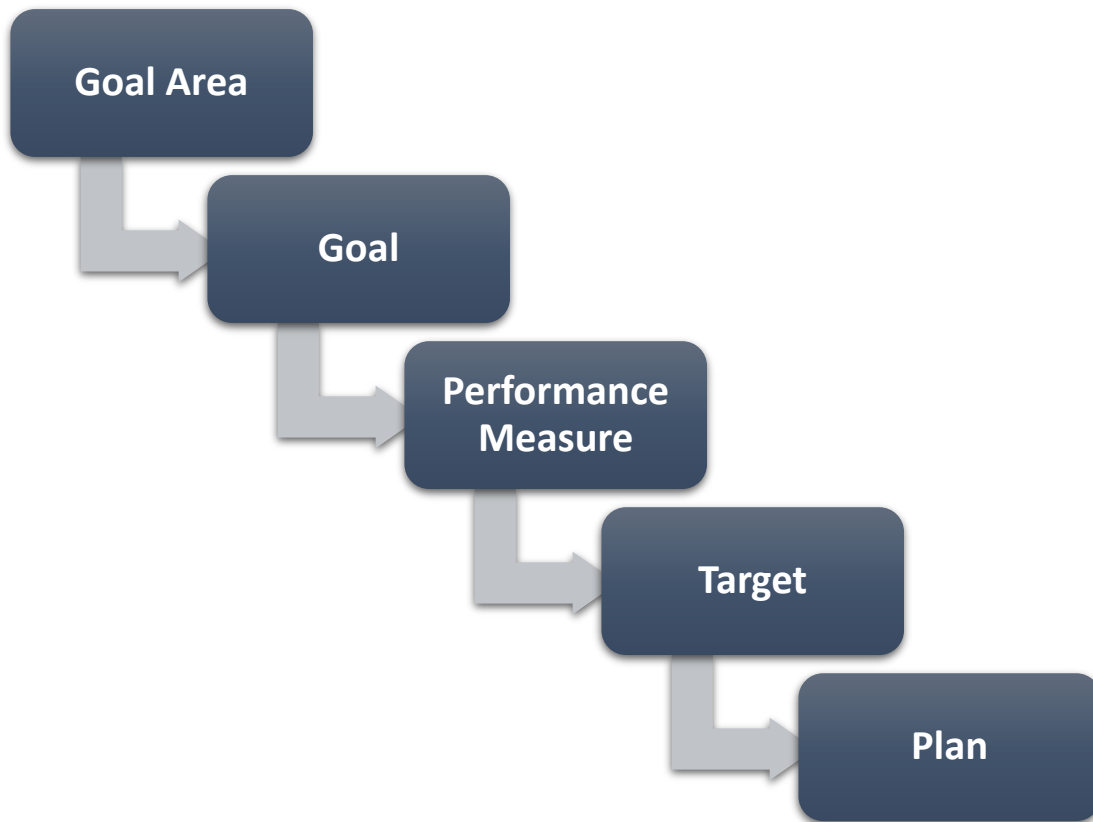 Goal Area
Goal
Performance
Measure
Target
Plan